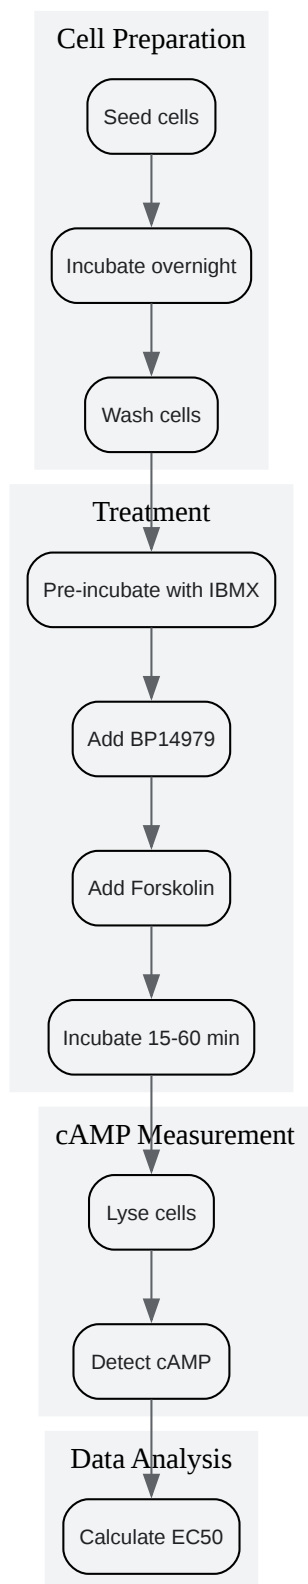 Cell Preparation
Seed cells
Incubate overnight
Wash cells
Treatment
Pre-incubate with IBMX
Add BP14979
Add Forskolin
Incubate 15-60 min
cAMP Measurement
Lyse cells
Detect cAMP
Data Analysis
Calculate EC50